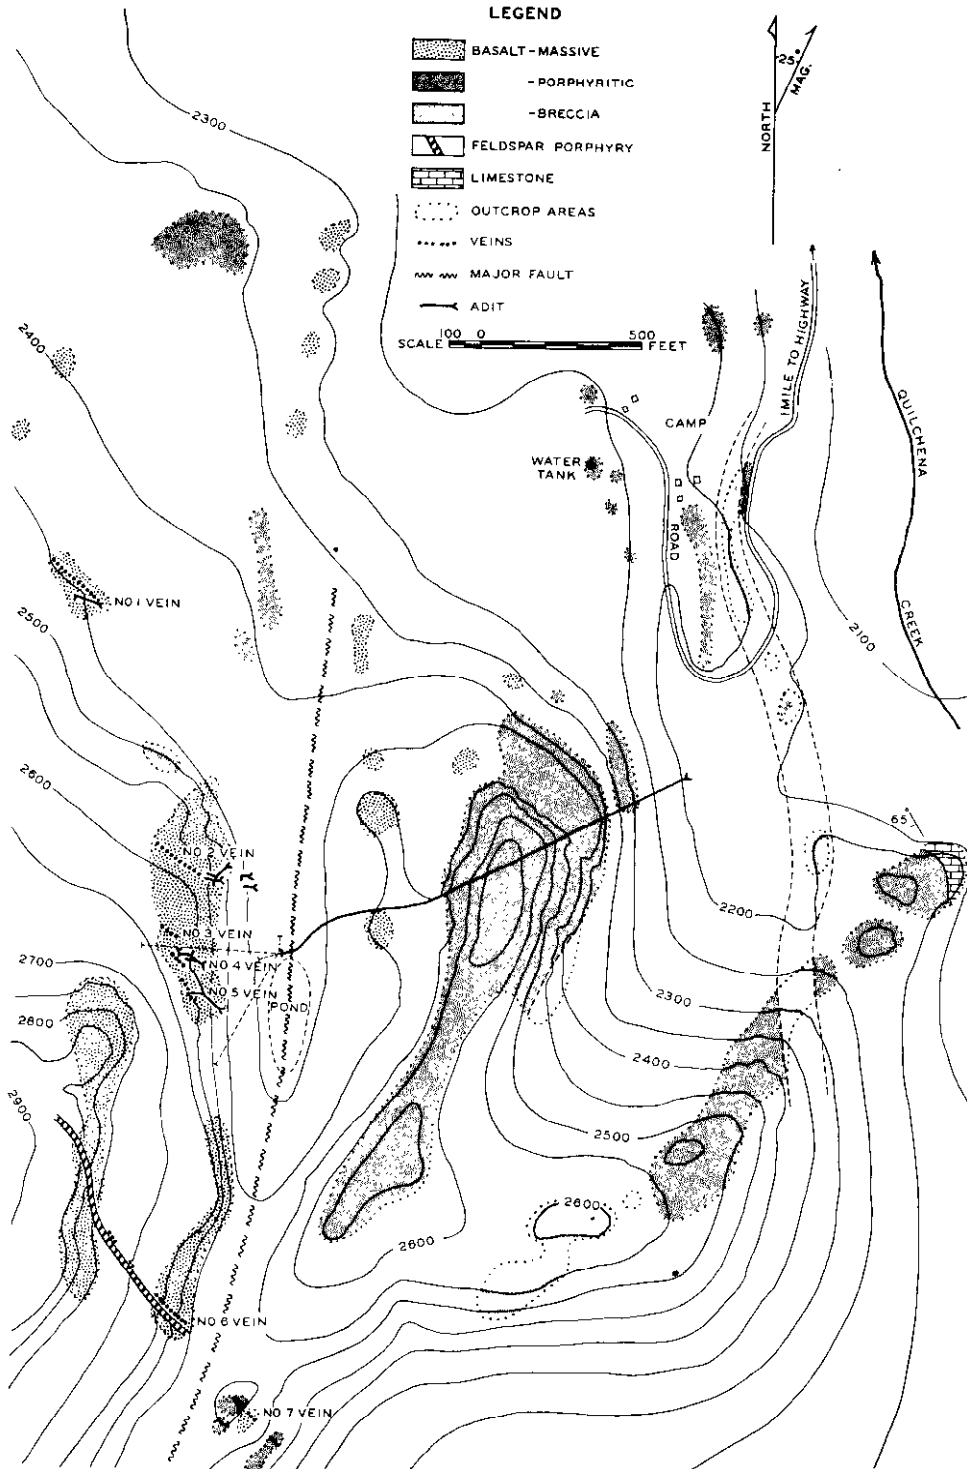 LEGEND
BASALT-MASSIVE
-PORPHYRITIC
-BRECCIA
FELDSPAR PORPHYRY
LIMESTONE
OUTCROP AREAS
VEINS
MAJOR FAULT
ADIT
100 0 500
SCALE FEET
25°
MAG.
NORTH
2300
2400
1 MILE TO HIGHWAY
QUILCHENA
CREEK
CAMP
WATER
TANK
ROAD
NO 1 VEIN
2500
2100
2600
65°
NO 2 VEIN
2200
NO 3 VEIN
NO 4 VEIN
2700
NO 5 VEIN
POND
2300
2800
2400
2900
2500
2600
2600
NO 6 VEIN
NO 7 VEIN